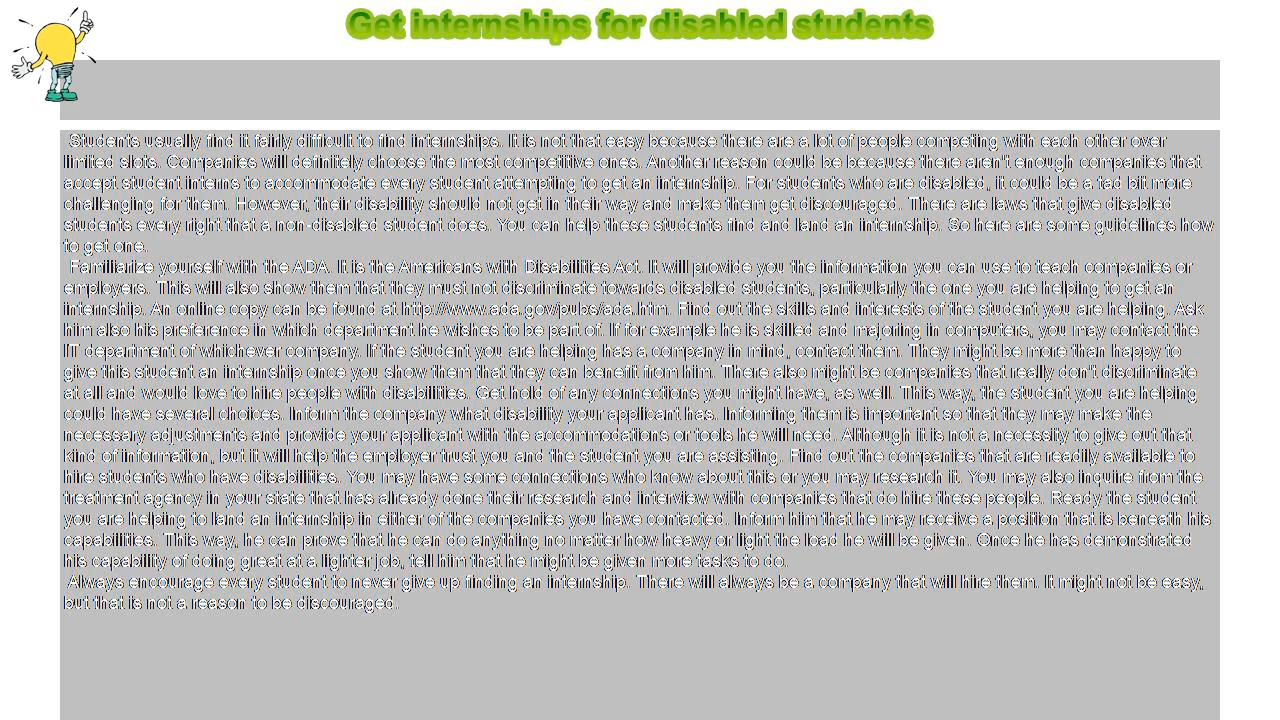 Get internships for disabled students
Students usually find it fairly difficult to find internships. It is not that easy because there are a lot of people competing with each other over
limited slots. Companies will definitely choose the most competitive ones. Another reason could be because there aren't enough companies that
accept student interns to accommodate every student attempting to get an internship. For students who are disabled, it could be a tad bit more
challenging for them. However, their disability should not get in their way and make them get discouraged. There are laws that give disabled
students every right that a non-disabled student does. You can help these students find and land an internship. So here are some guidelines how
to get one.
Familiarize yourself with the ADA. It is the Americans with Disabilities Act. It will provide you the information you can use to teach companies or
employers. This will also show them that they must not discriminate towards disabled students, particularly the one you are helping to get an
internship. An online copy can be found at http://www.ada.gov/pubs/ada.htm. Find out the skills and interests of the student you are helping. Ask
him also his preference in which department he wishes to be part of. If for example he is skilled and majoring in computers, you may contact the
IT department of whichever company. If the student you are helping has a company in mind, contact them. They might be more than happy to
give this student an internship once you show them that they can benefit from him. There also might be companies that really don't discriminate
at all and would love to hire people with disabilities. Get hold of any connections you might have, as well. This way, the student you are helping
could have several choices. Inform the company what disability your applicant has. Informing them is important so that they may make the
necessary adjustments and provide your applicant with the accommodations or tools he will need. Although it is not a necessity to give out that
kind of information, but it will help the employer trust you and the student you are assisting. Find out the companies that are readily available to
hire students who have disabilities. You may have some connections who know about this or you may research it. You may also inquire from the
treatment agency in your state that has already done their research and interview with companies that do hire these people. Ready the student
you are helping to land an internship in either of the companies you have contacted. Inform him that he may receive a position that is beneath his
capabilities. This way, he can prove that he can do anything no matter how heavy or light the load he will be given. Once he has demonstrated
his capability of doing great at a lighter job, tell him that he might be given more tasks to do.
Always encourage every student to never give up finding an internship. There will always be a company that will hire them. It might not be easy,
but that is not a reason to be discouraged.